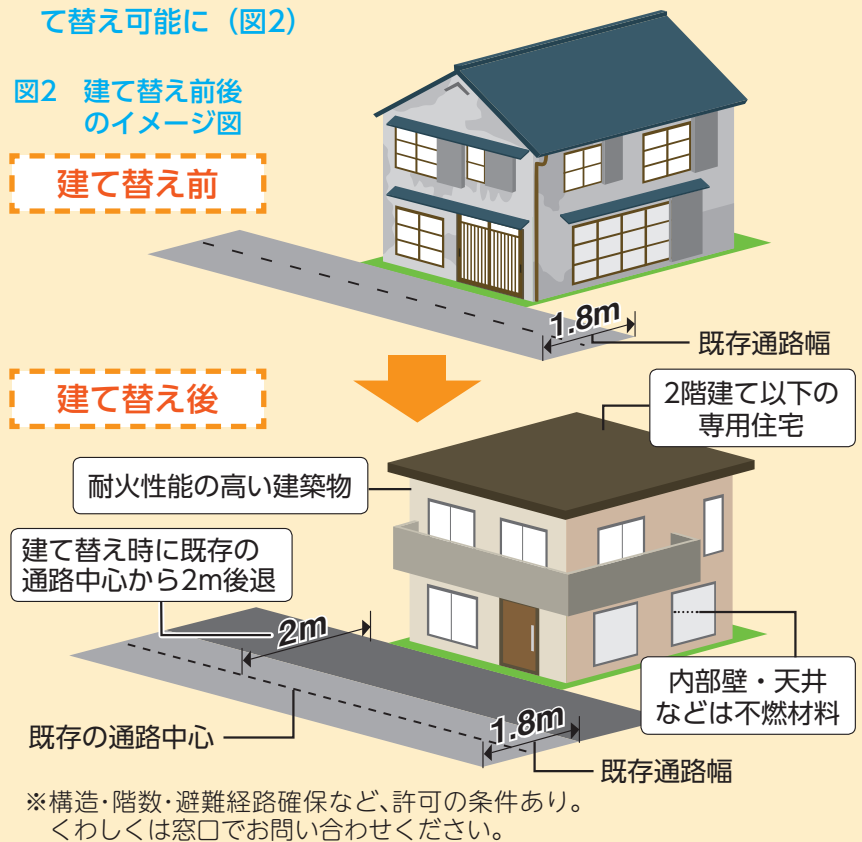 て替え可能に（図2）
図2　建て替え前後
のイメージ図
建て替え前
1.8m
既存通路幅
建て替え後
2階建て以下の
専用住宅
耐火性能の高い建築物
建て替え時に既存の
通路中心から2m後退
2m
内部壁・天井
などは不燃材料
既存の通路中心
1.8m
既存通路幅
※構造・階数・避難経路確保など、許可の条件あり。
くわしくは窓口でお問い合わせください。